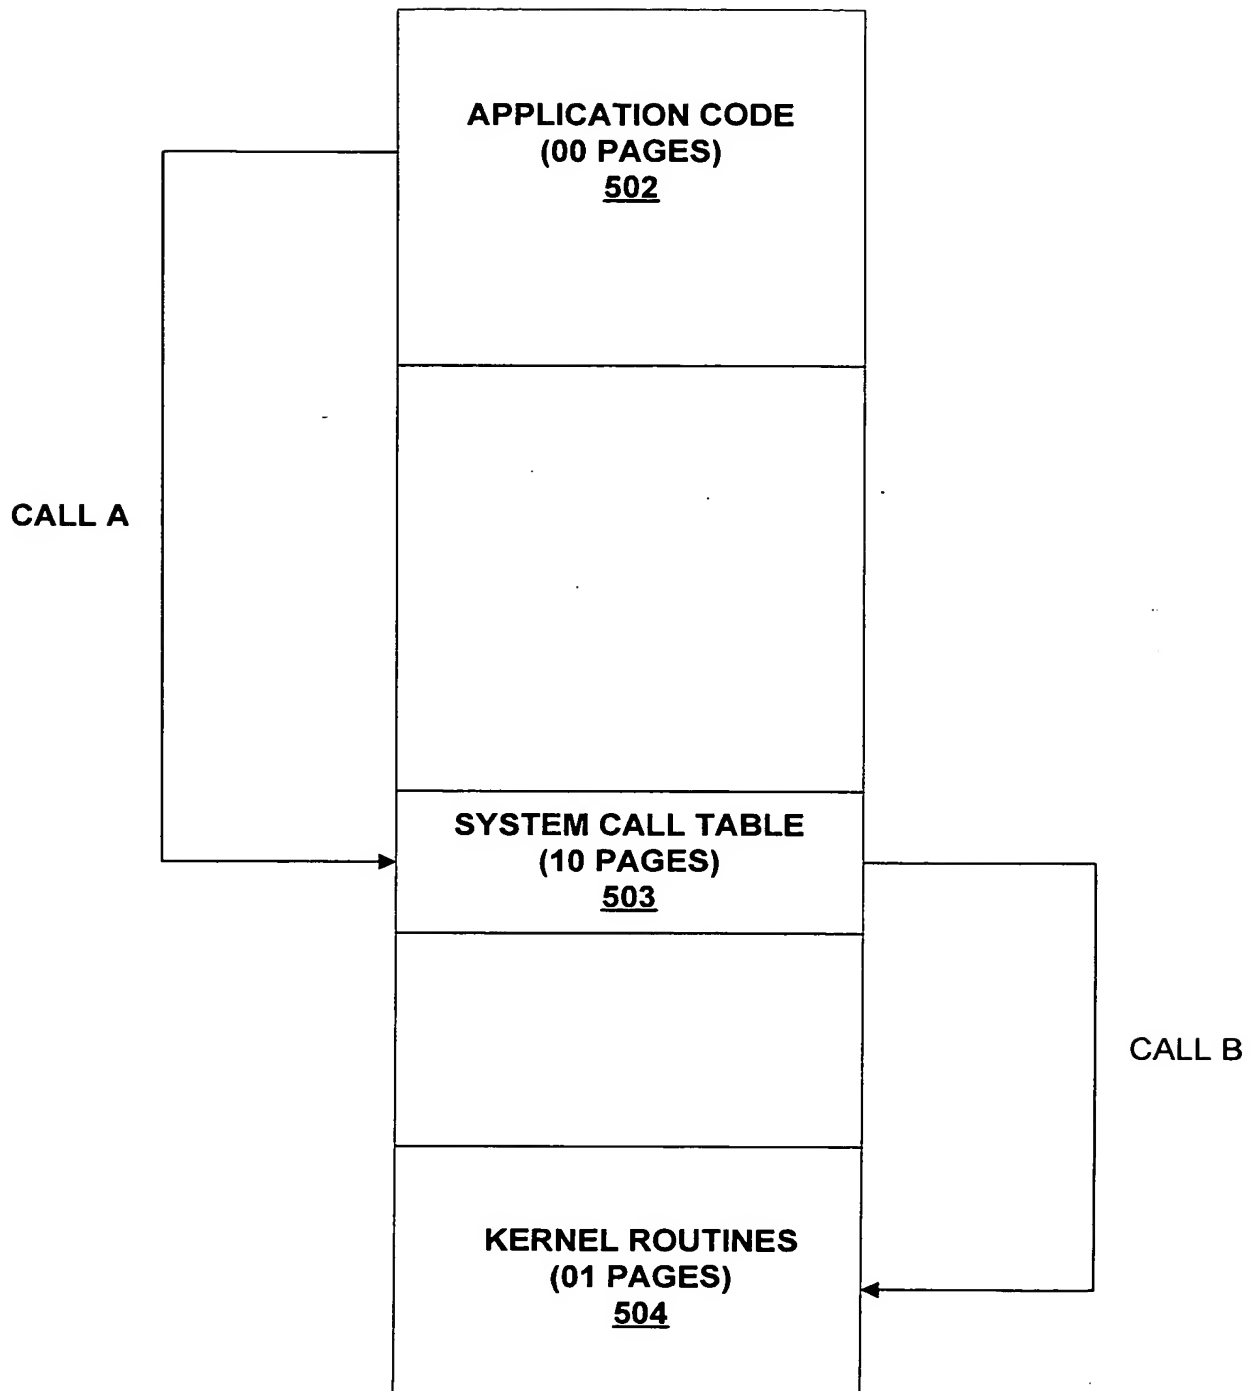 APPLICATION CODE
(00 PAGES)
502
CALL A
SYSTEM CALL TABLE
(10 PAGES)
503
CALL B
KERNEL ROUTINES
(01 PAGES)
504